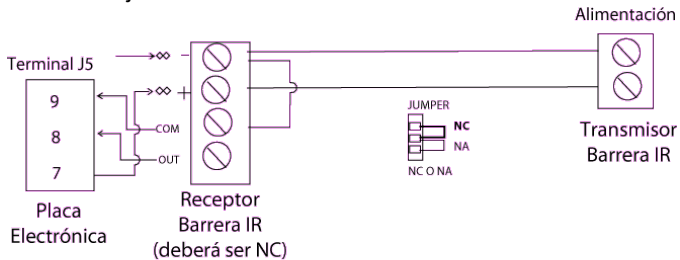 Alimentación
Terminal J5
-
9
+
8
7
COM
OUT
JUMPER
NC
NA
NC O NA
Placa
Electrónica
Receptor
Barrera IR
(deberá ser NC)
Transmisor
Barrera IR